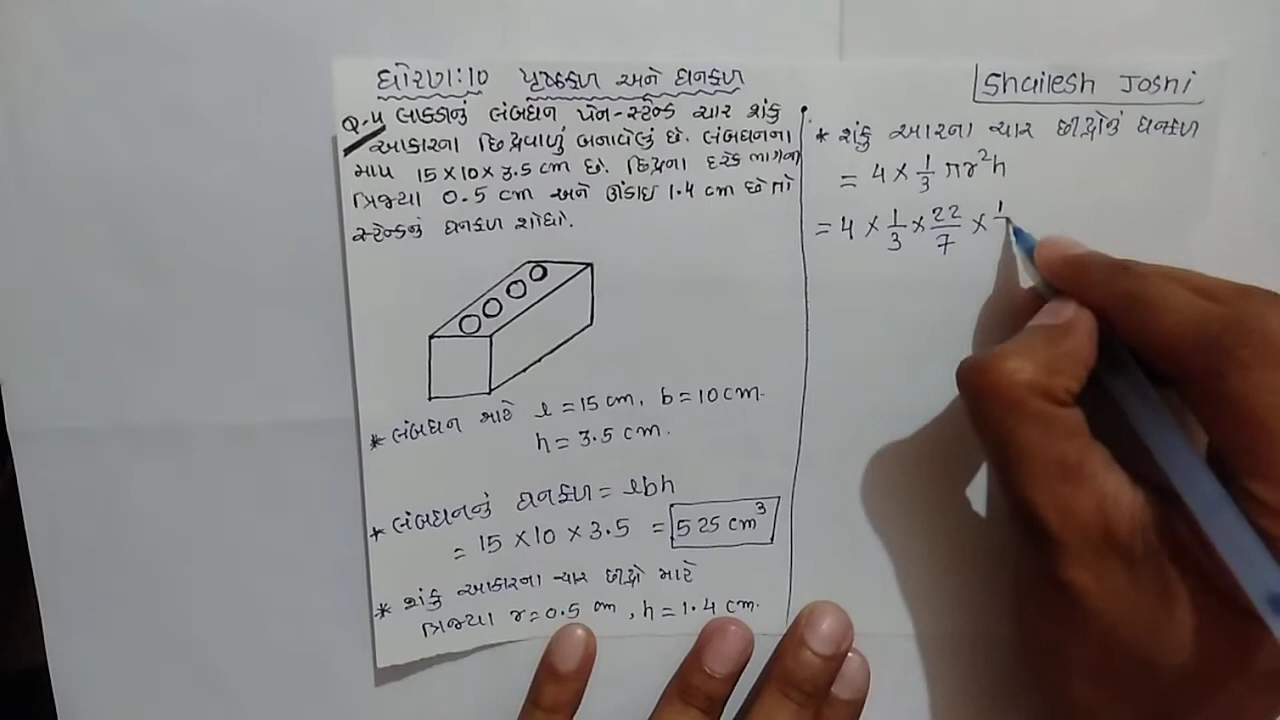 ધોરણ:10 પૃષ્ઠફળ અને ઘનફળ
Shailesh Joshi
Q-4 લાકડાનું લંબઘન પેન-સ્ટેન્ડ ચાર શંકુ
આકારના છિદ્રોવાળું બનાવેલું છે. લંબઘનના
માપ 15×10×3.5 cm છે. છિદ્રના દરેક ભાગની
ત્રિજ્યા 0.5 cm અને ઊંડાઇ 1.4 cm છે તો
સ્ટેન્ડનું ઘનફળ શોધો.
* લંબઘન માટે l = 15 cm, b = 10 cm.
h = 3.5 cm.
* લંબઘનનું ઘનફળ = lbh
= 15 × 10 × 3.5 = 525 cm³
* શંકુ આકારના ચાર છીદ્રો માટે
ત્રિજ્યા r = 0.5 cm, h = 1.4 cm.
* શંકુ આકારના ચાર છીદ્રોનું ઘનફળ
= 4 × 1/3 πr²h
= 4 × 1/3 × 22/7 × 1